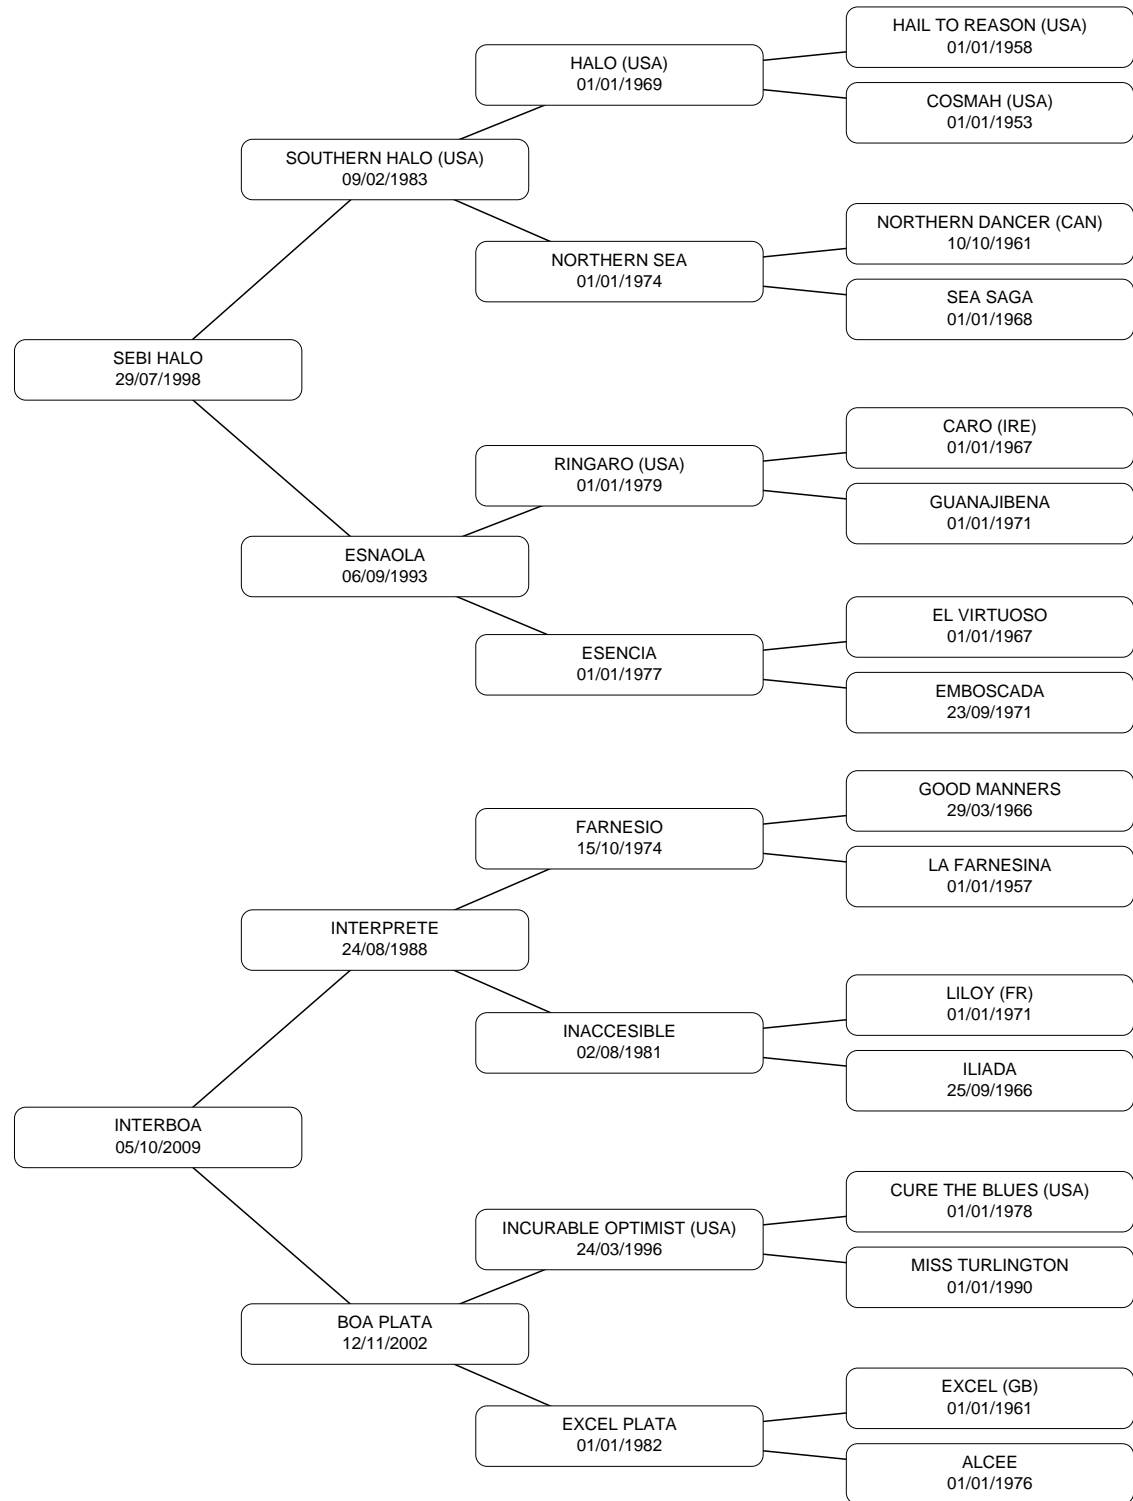 HAIL TO REASON (USA)
01/01/1958
HALO (USA)
01/01/1969
COSMAH (USA)
01/01/1953
SOUTHERN HALO (USA)
09/02/1983
NORTHERN DANCER (CAN)
10/10/1961
NORTHERN SEA
01/01/1974
SEA SAGA
01/01/1968
SEBI HALO
29/07/1998
CARO (IRE)
01/01/1967
RINGARO (USA)
01/01/1979
GUANAJIBENA
01/01/1971
ESNAOLA
06/09/1993
EL VIRTUOSO
01/01/1967
ESENCIA
01/01/1977
EMBOSCADA
23/09/1971
GOOD MANNERS
29/03/1966
FARNESIO
15/10/1974
LA FARNESINA
01/01/1957
INTERPRETE
24/08/1988
LILOY (FR)
01/01/1971
INACCESIBLE
02/08/1981
ILIADA
25/09/1966
INTERBOA
05/10/2009
CURE THE BLUES (USA)
01/01/1978
INCURABLE OPTIMIST (USA)
24/03/1996
MISS TURLINGTON
01/01/1990
BOA PLATA
12/11/2002
EXCEL (GB)
01/01/1961
EXCEL PLATA
01/01/1982
ALCEE
01/01/1976